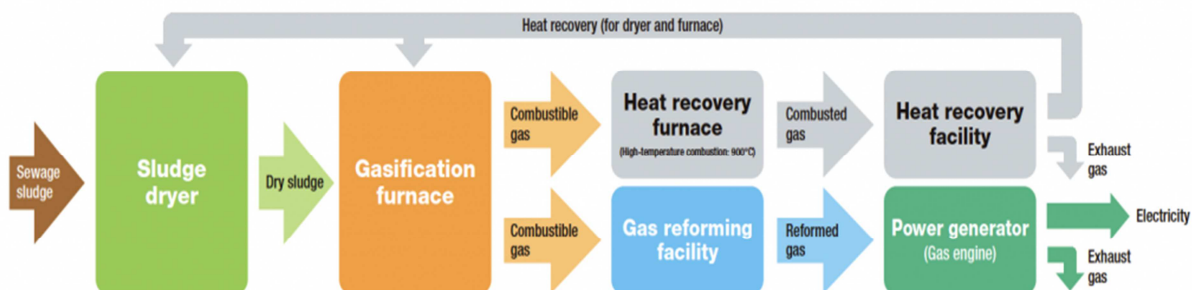 Heat recovery (for dryer and furnace)
Sewage
sludge
Sludge
dryer
Dry sludge
Gasification
furnace
Combustible
gas
Heat recovery
furnace
(High-temperature combustion: 900°C)
Combusted
gas
Heat recovery
facility
Exhaust
gas
Combustible
gas
Gas reforming
facility
Reformed
gas
Power generator
(Gas engine)
Electricity
Exhaust
gas